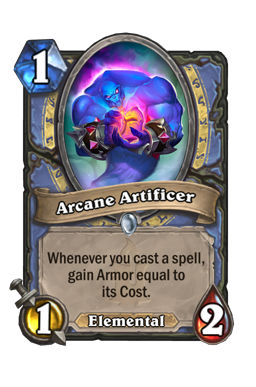 1
Arcane Artificer
Whenever you cast a spell,
gain Armor equal to
its Cost.
1
Elemental
2